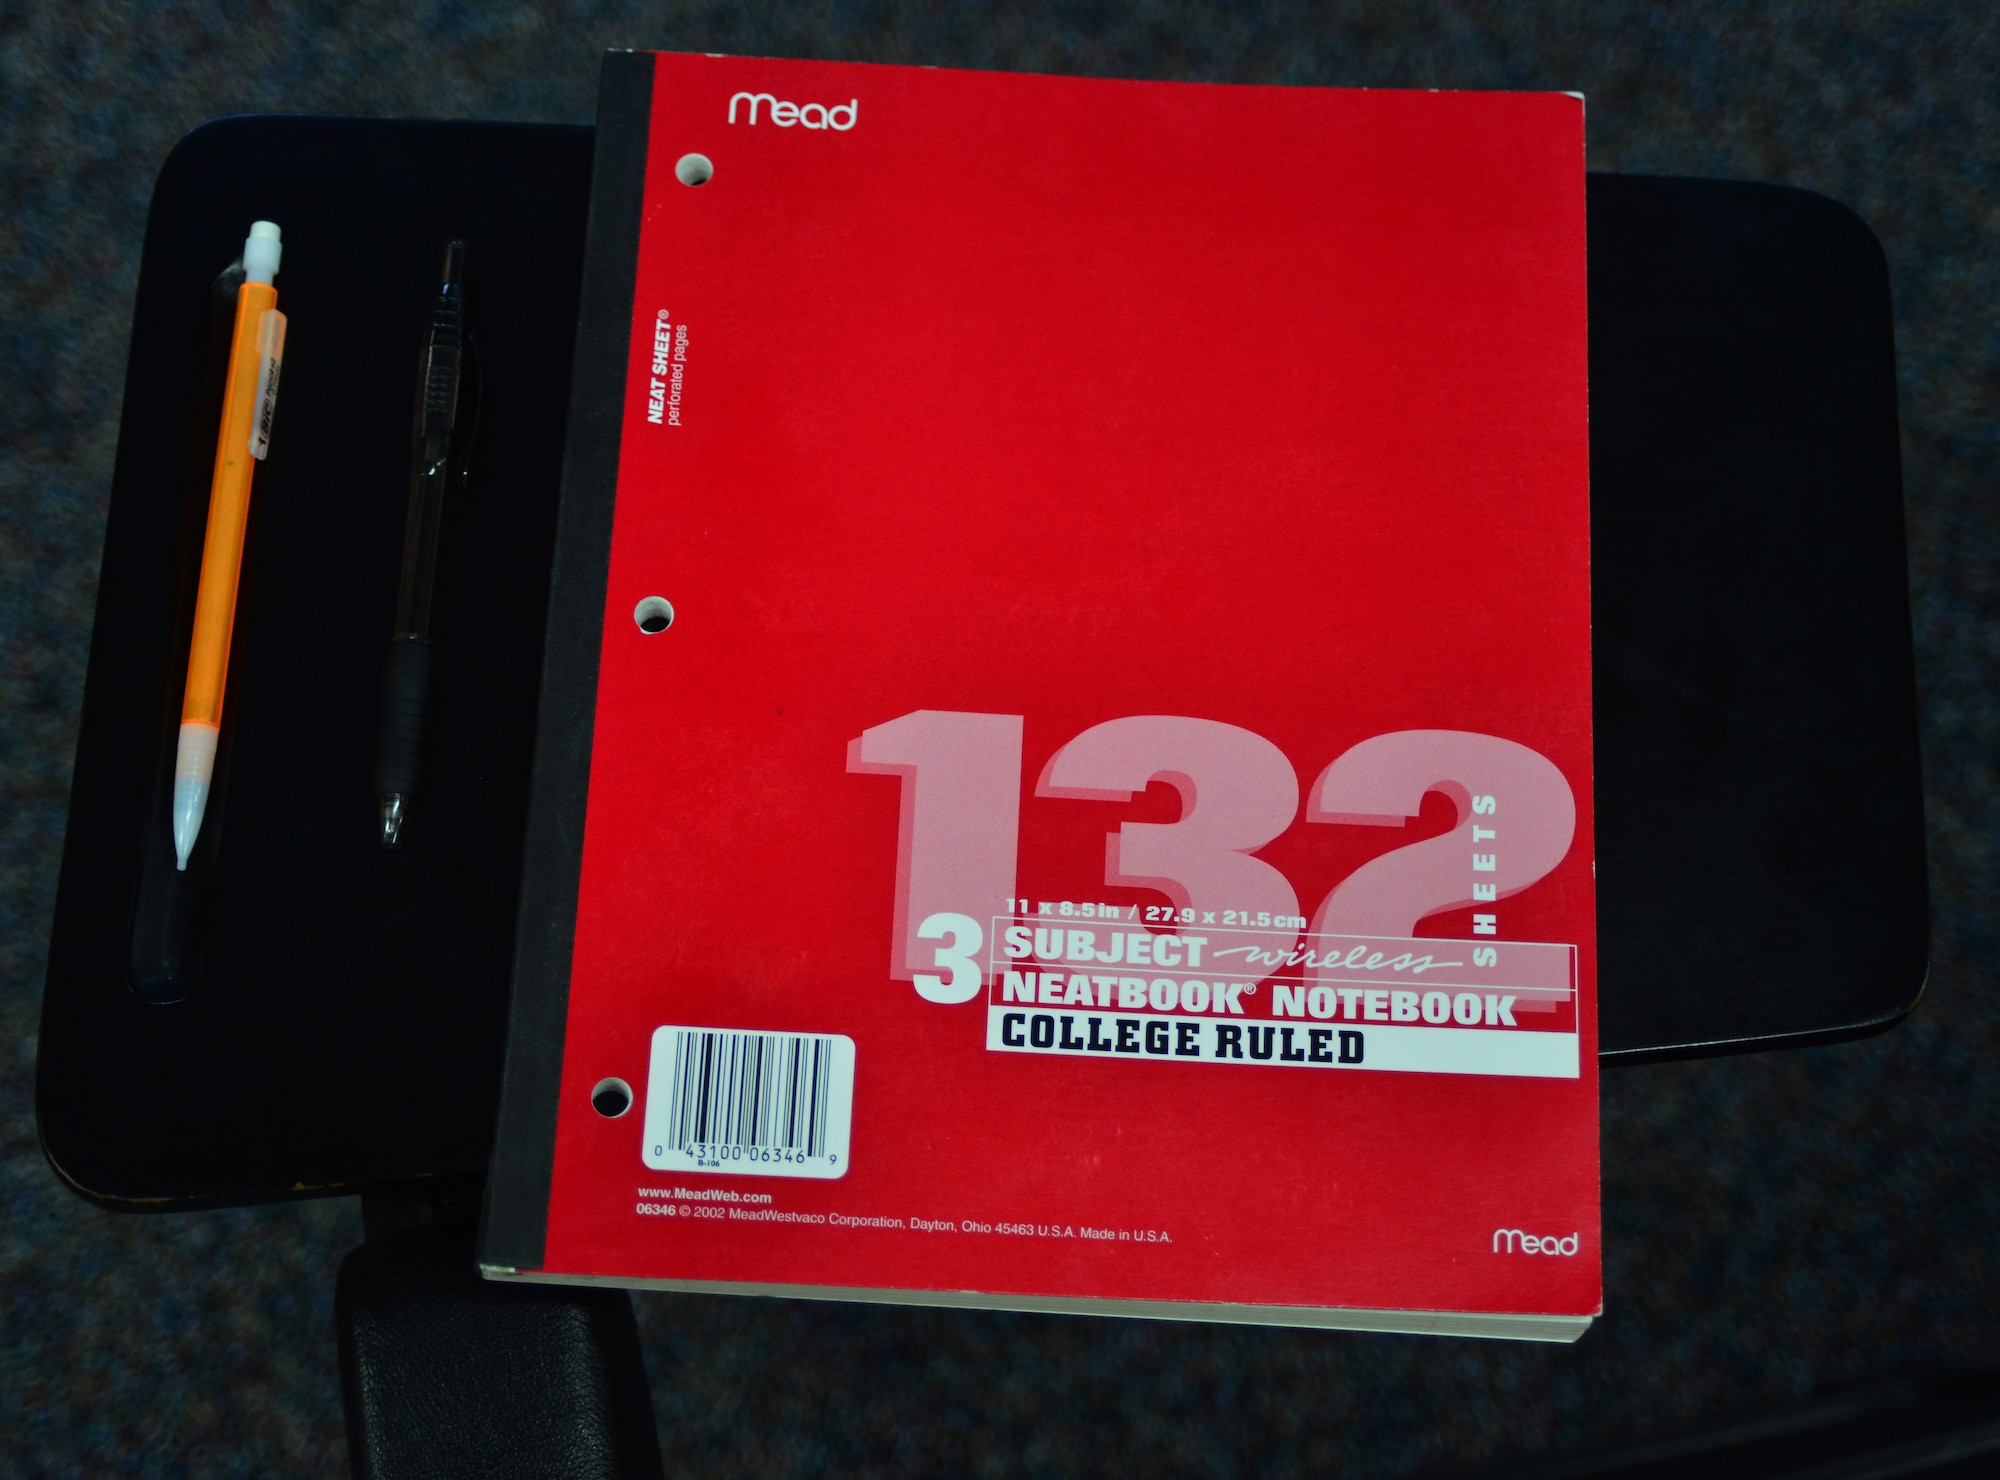 mead
NEAT SHEET®
perforated pages
BIC
132
SHEETS
11 x 8.5in / 27.9 x 21.5cm
3 SUBJECT wireless
NEATBOOK® NOTEBOOK
COLLEGE RULED
0 43100 06346 9
B-106
www.MeadWeb.com
06346 © 2002 MeadWestvaco Corporation, Dayton, Ohio 45463 U.S.A. Made in U.S.A.
mead